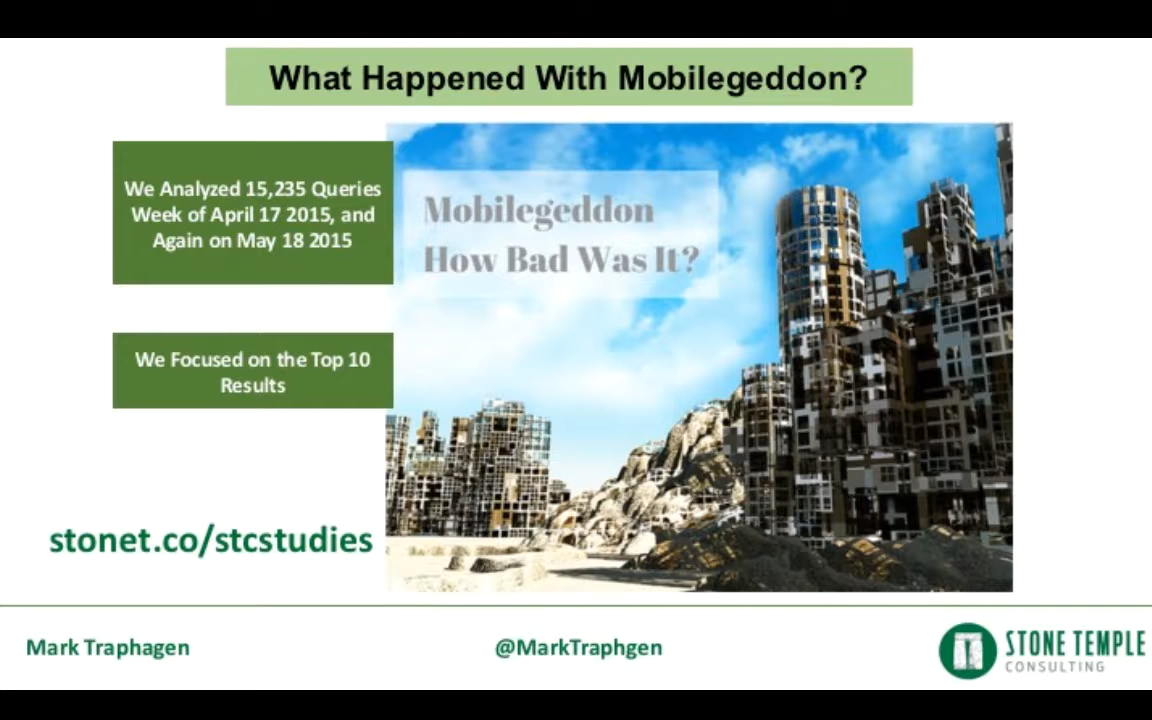 What Happened With Mobilegeddon?
We Analyzed 15,235 Queries
Week of April 17 2015, and
Again on May 18 2015
Mobilegeddon
How Bad Was It?
We Focused on the Top 10
Results
stonet.co/stcstudies
Mark Traphagen
@MarkTraphgen
STONE TEMPLE
CONSULTING